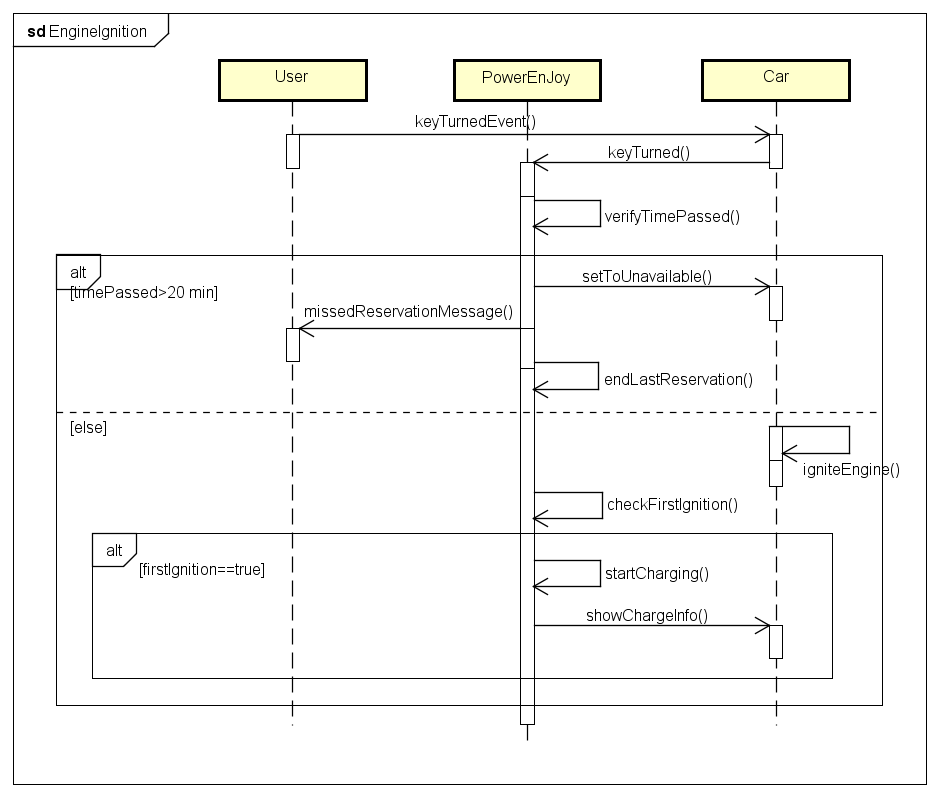 sd EngineIgnition
User
PowerEnJoy
Car
keyTurnedEvent()
keyTurned()
verifyTimePassed()
alt
[timePassed>20 min]
setToUnavailable()
missedReservationMessage()
endLastReservation()
[else]
igniteEngine()
checkFirstIgnition()
alt
[firstIgnition==true]
startCharging()
showChargeInfo()